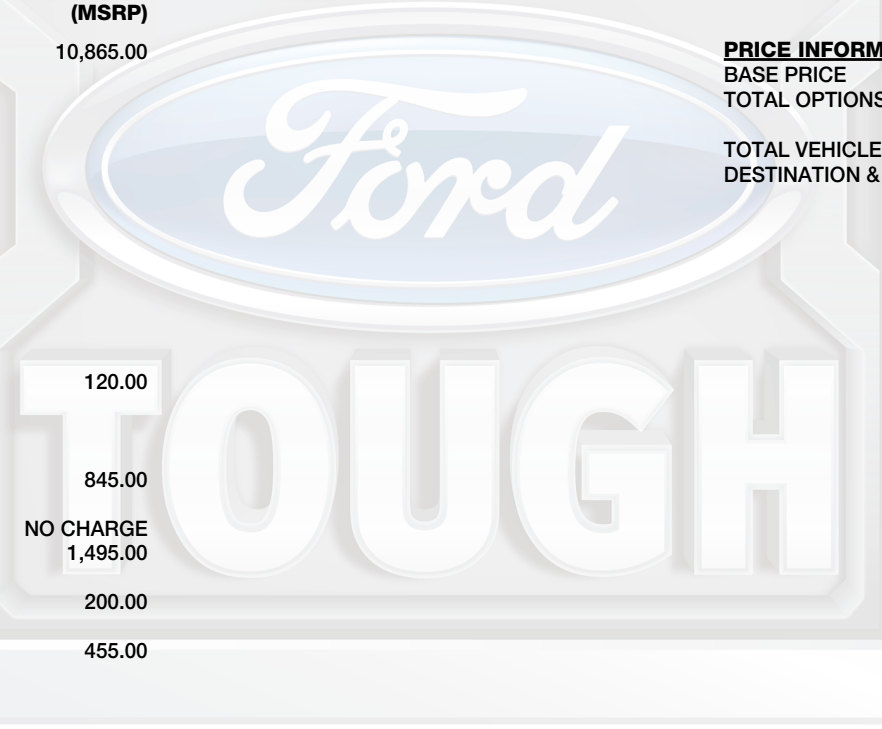 (MSRP)
10,865.00
120.00
845.00
NO CHARGE
1,495.00
200.00
455.00
PRICE INFORM
BASE PRICE
TOTAL OPTIONS
TOTAL VEHICLE
DESTINATION &
Ford
TOUGH